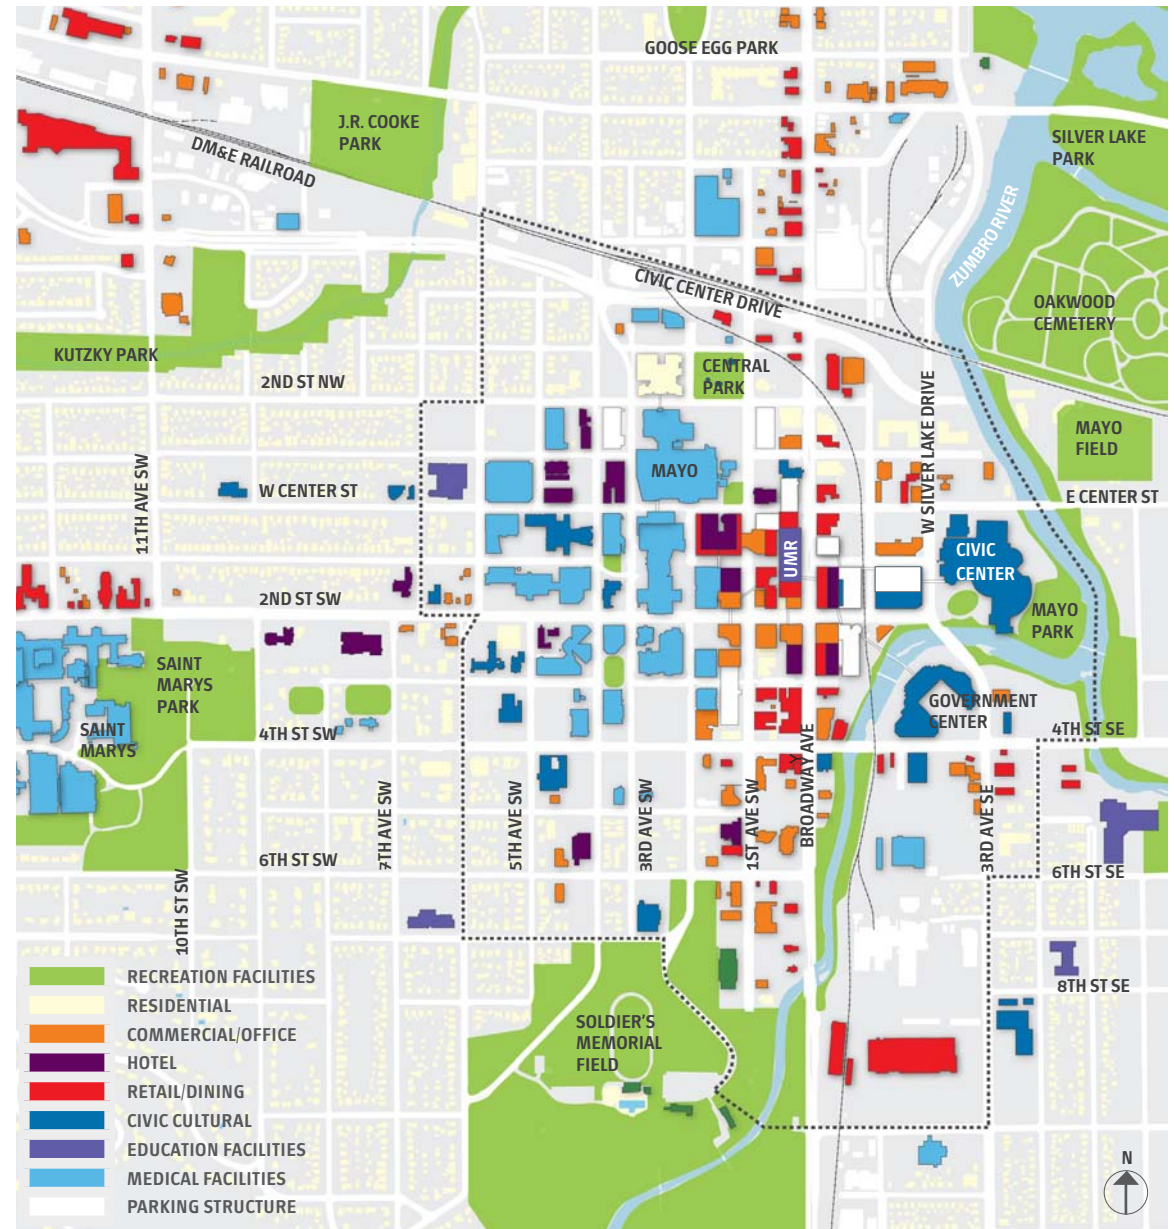 GOOSE EGG PARK
J.R. COOKE
PARK
SILVER LAKE
PARK
DM&E RAILROAD
ZUMBRO RIVER
CIVIC CENTER DRIVE
OAKWOOD
CEMETERY
KUTZKY PARK
2ND ST NW
CENTRAL
PARK
W SILVER LAKE DRIVE
MAYO
FIELD
11TH AVE SW
W CENTER ST
MAYO
E CENTER ST
UMR
CIVIC
CENTER
2ND ST SW
MAYO
PARK
SAINT
MARYS
PARK
SAINT
MARYS
4TH ST SW
GOVERNMENT
CENTER
4TH ST SE
7TH AVE SW
5TH AVE SW
3RD AVE SW
1ST AVE SW
BROADWAY AVE
Y
3RD AVE SE
6TH ST SW
6TH ST SE
10TH ST SW
8TH ST SE
SOLDIER'S
MEMORIAL
FIELD
RECREATION FACILITIES
RESIDENTIAL
COMMERCIAL/OFFICE
HOTEL
RETAIL/DINING
CIVIC CULTURAL
EDUCATION FACILITIES
MEDICAL FACILITIES
PARKING STRUCTURE
N